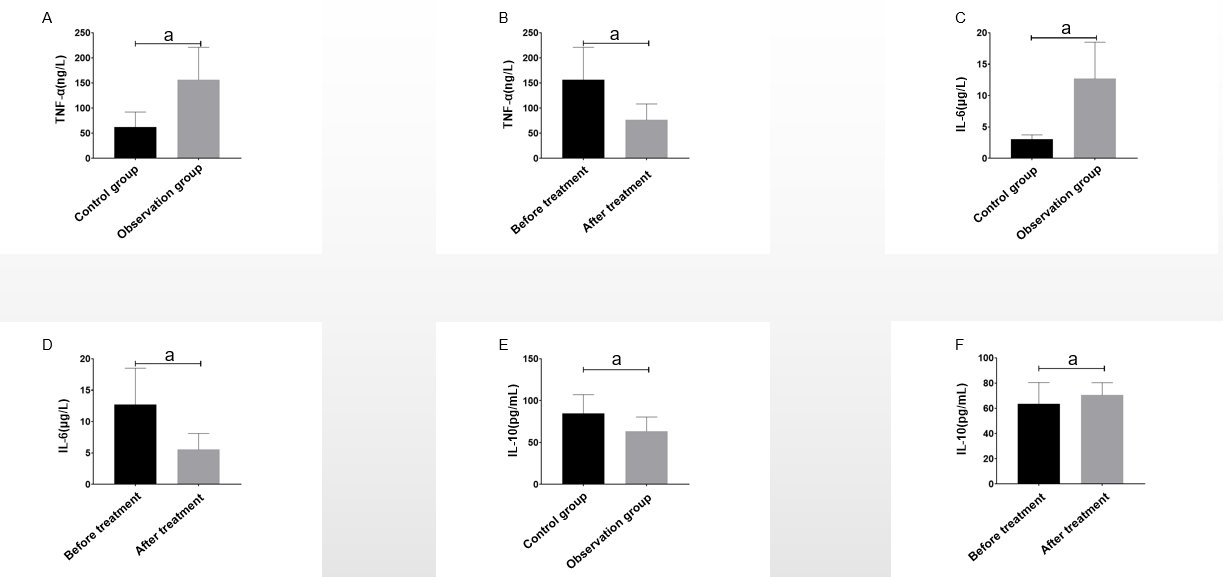 A
a
TNF-α(ng/L)
250
200
150
100
50
0
Control group
Observation group
B
a
TNF-α(ng/L)
250
200
150
100
50
0
Before treatment
After treatment
C
a
IL-6(μg/L)
20
15
10
5
0
Control group
Observation group
D
a
IL-6(μg/L)
20
15
10
5
0
Before treatment
After treatment
E
a
IL-10(pg/mL)
150
100
50
0
Control group
Observation group
F
a
IL-10(pg/mL)
100
80
60
40
20
0
Before treatment
After treatment